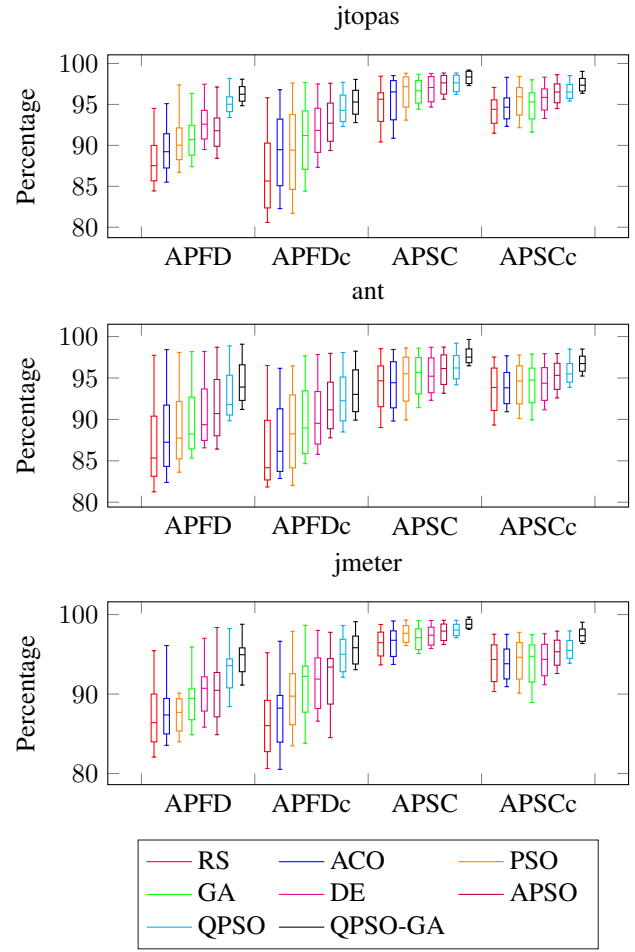 jtopas
100
95
90
85
80
Percentage
APFD APFDc APSC APSCc
ant
100
95
90
85
80
Percentage
APFD APFDc APSC APSCc
jmeter
100
90
80
Percentage
APFD APFDc APSC APSCc
RS ACO PSO
GA DE APSO
QPSO QPSO-GA